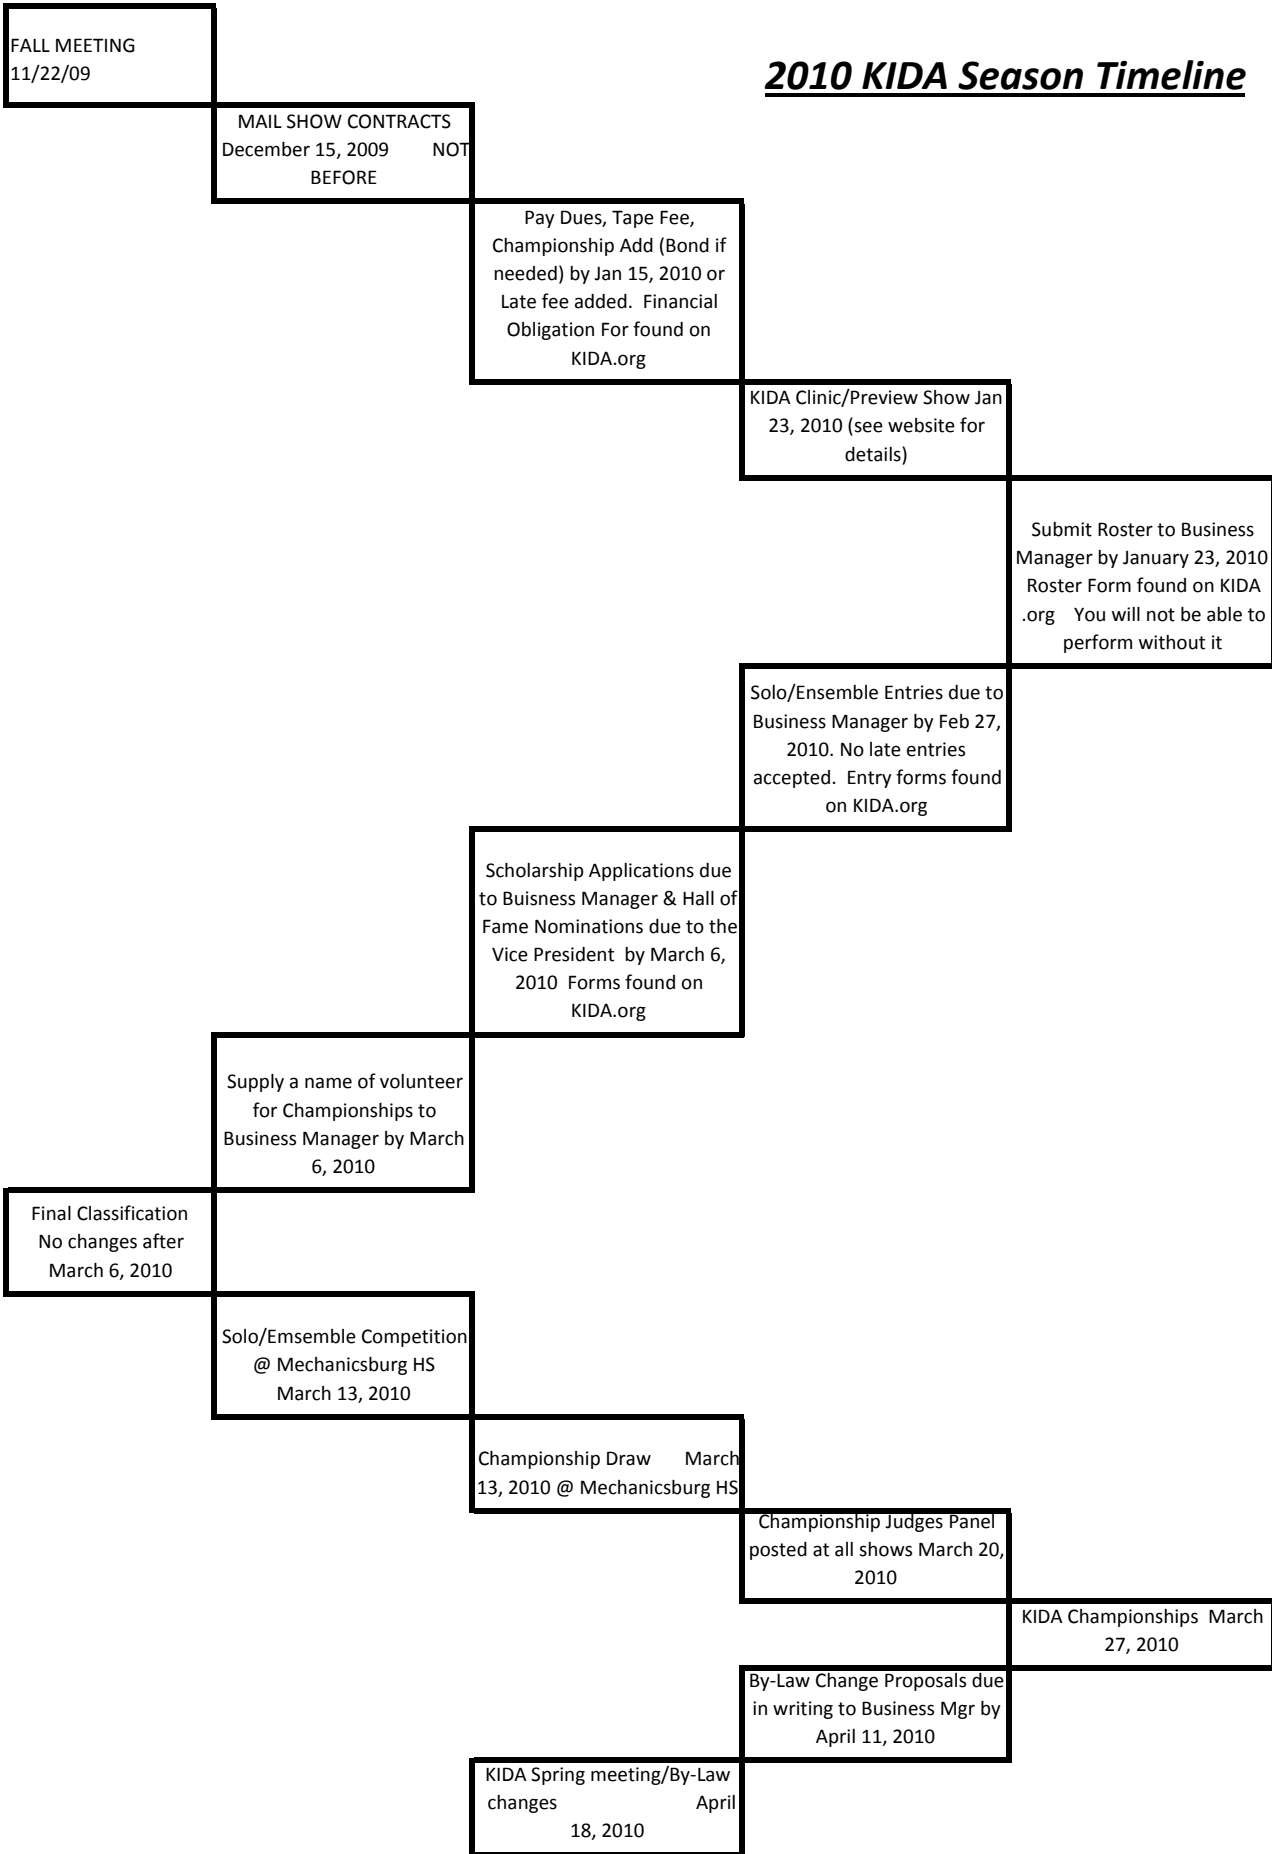 2010 KIDA Season Timeline
FALL MEETING
11/22/09
MAIL SHOW CONTRACTS
December 15, 2009 NOT
BEFORE
Pay Dues, Tape Fee,
Championship Add (Bond if
needed) by Jan 15, 2010 or
Late fee added. Financial
Obligation For found on
KIDA.org
KIDA Clinic/Preview Show Jan
23, 2010 (see website for
details)
Submit Roster to Business
Manager by January 23, 2010
Roster Form found on KIDA
.org You will not be able to
perform without it
Solo/Ensemble Entries due to
Business Manager by Feb 27,
2010. No late entries
accepted. Entry forms found
on KIDA.org
Scholarship Applications due
to Buisness Manager & Hall of
Fame Nominations due to the
Vice President by March 6,
2010 Forms found on
KIDA.org
Supply a name of volunteer
for Championships to
Business Manager by March
6, 2010
Final Classification
No changes after
March 6, 2010
Solo/Emsemble Competition
@ Mechanicsburg HS
March 13, 2010
Championship Draw March
13, 2010 @ Mechanicsburg HS
Championship Judges Panel
posted at all shows March 20,
2010
KIDA Championships March
27, 2010
By-Law Change Proposals due
in writing to Business Mgr by
April 11, 2010
KIDA Spring meeting/By-Law
changes April
18, 2010